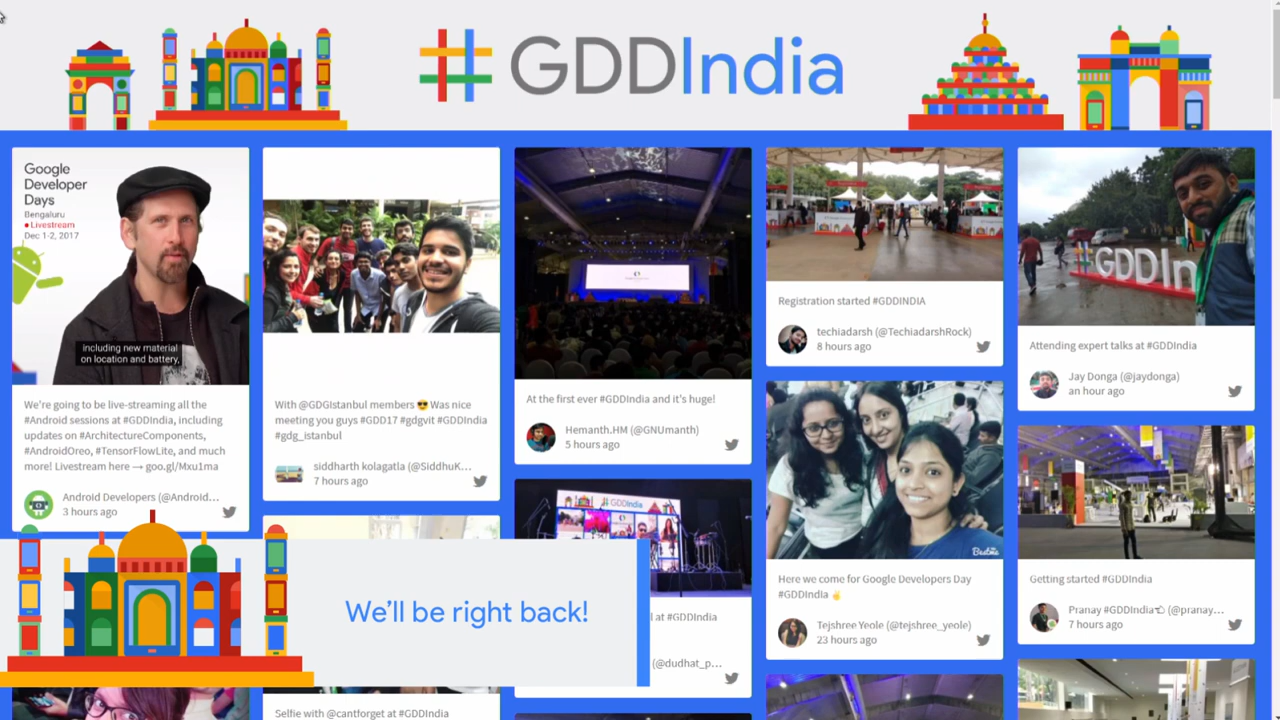 #GDDIndia
Google
Developer
Days
Bengaluru
Livestream
Dec 1-2, 2017
including new material
on location and battery,
We're going to be live-streaming all the
#Android sessions at #GDDIndia, including
updates on #ArchitectureComponents,
#AndroidOreo, #TensorFlowLite, and much
more! Livestream here → goo.gl/Mxu1ma
Android Developers (@Android...
3 hours ago
With @GDGIstanbul members 😎 Was nice
meeting you guys #GDD17 #gdgvit #GDDIndia
#gdg_istanbul
siddharth kolagatla (@SiddhuK...
7 hours ago
Selfie with @cantforget at #GDDIndia
At the first ever #GDDIndia and it's huge!
Hemanth.HM (@GNUmanth)
5 hours ago
#GDDIndia
l at #GDDIndia
(@dudhat_p...
Registration started #GDDINDIA
techiadarsh (@TechiadarshRock)
8 hours ago
Beetme
Here we come for Google Developers Day
#GDDIndia ✌
Tejshree Yeole (@tejshree_yeole)
23 hours ago
#GDDIn
Attending expert talks at #GDDIndia
Jay Donga (@jaydonga)
an hour ago
Getting started #GDDIndia
Pranay #GDDIndia (@pranay...
7 hours ago
We'll be right back!